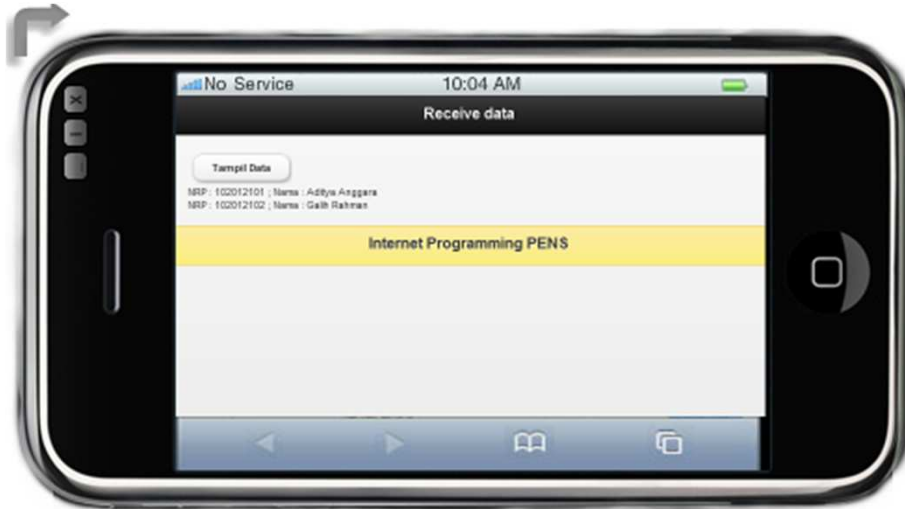 No Service 10:04 AM
Receive data
Tampil Data
NRP : 102012101 ; Nama : Aditya Anggara
NRP : 102012102 ; Nama : Galih Rahman
Internet Programming PENS